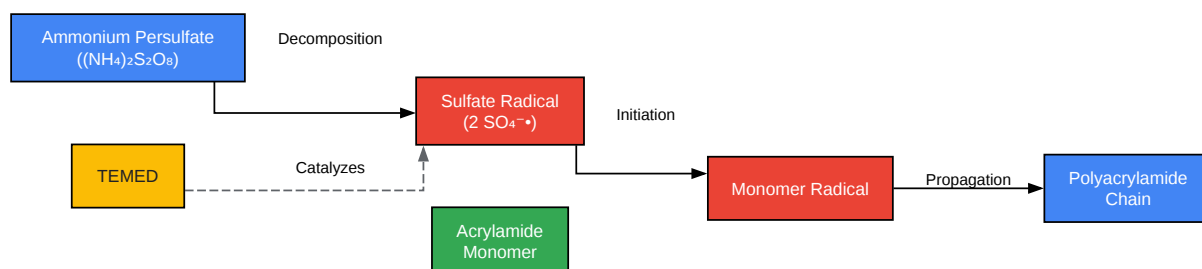 Ammonium Persulfate
((NH₄)₂S₂O₈)
Decomposition
Sulfate Radical
(2 SO₄⁻•)
Initiation
TEMED
Catalyzes
Monomer Radical
Propagation
Polyacrylamide
Chain
Acrylamide
Monomer